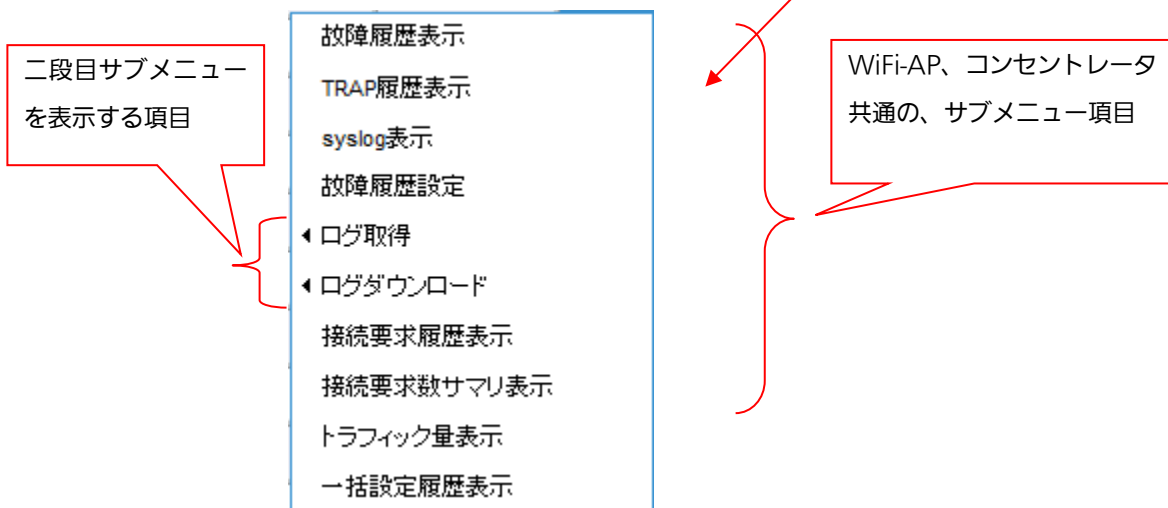 二段目サブメニュー
を表示する項目
故障履歴表示
TRAP履歴表示
syslog表示
故障履歴設定
ログ取得
ログダウンロード
接続要求履歴表示
接続要求数サマリ表示
トラフィック量表示
一括設定履歴表示
WiFi-AP、コンセントレータ
共通の、サブメニュー項目